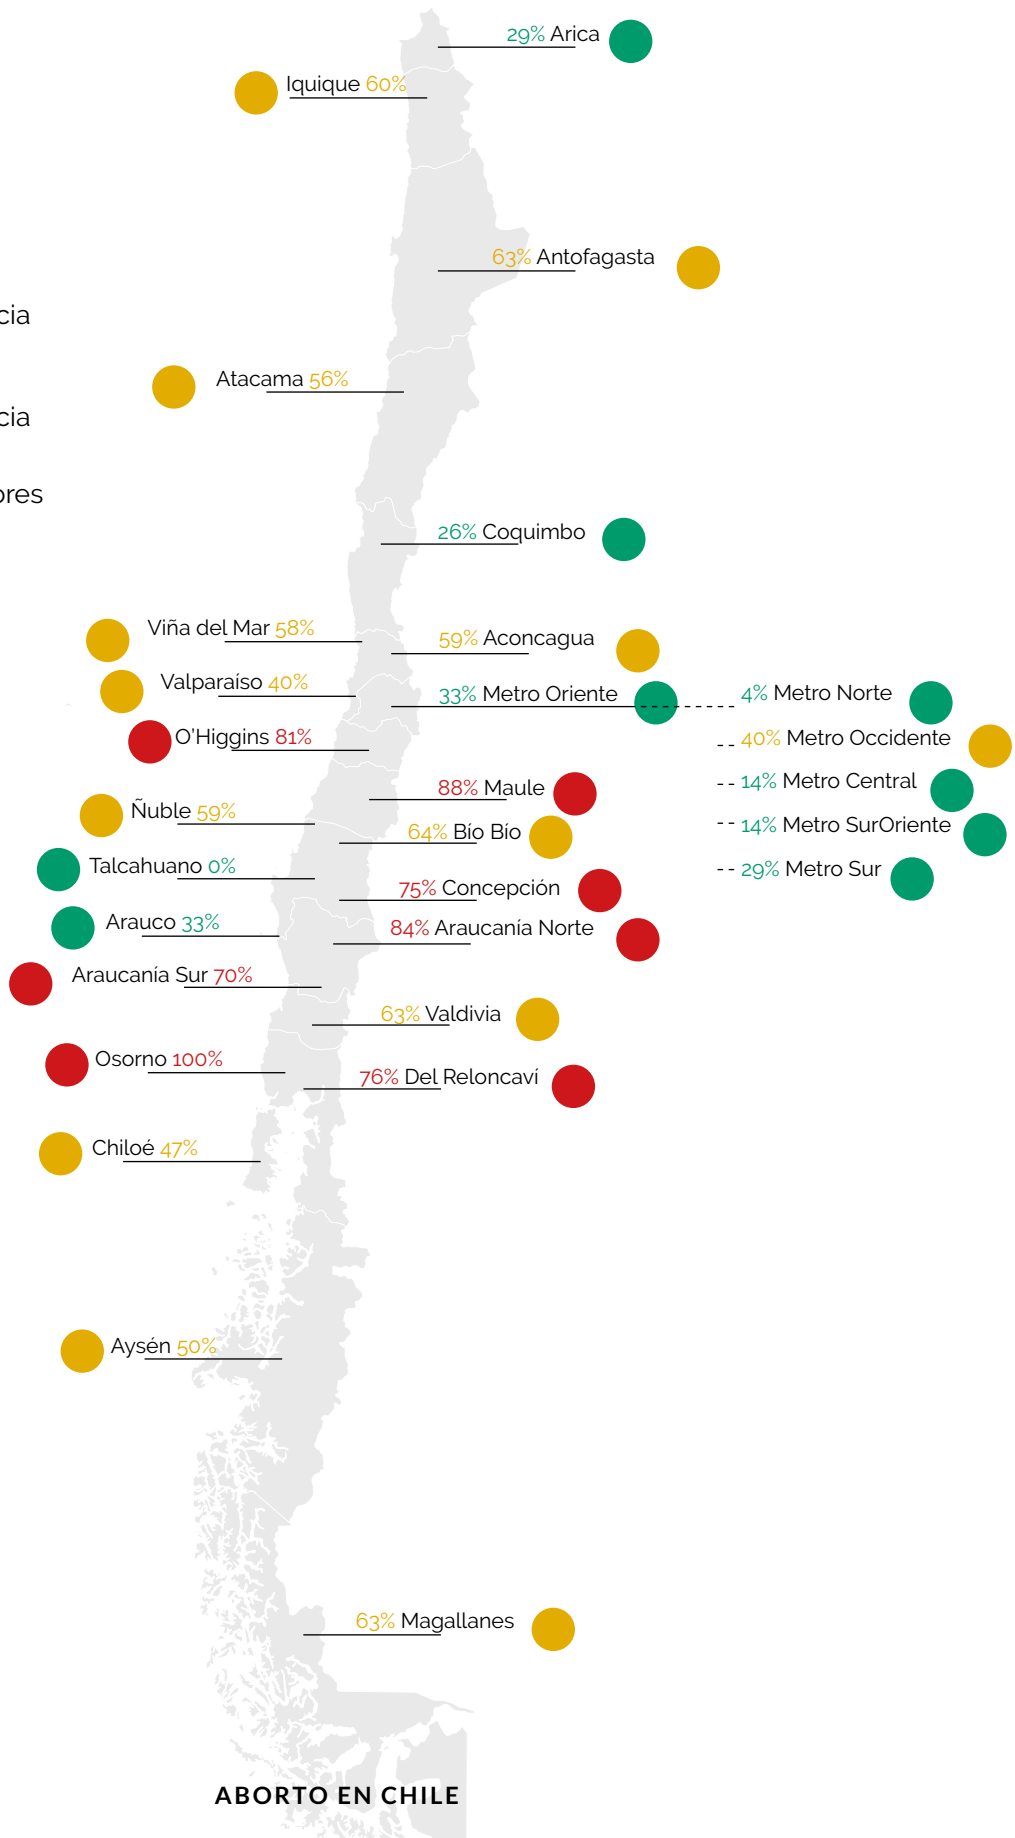 29% Arica
Iquique 60%
63% Antofagasta
Atacama 56%
26% Coquimbo
Viña del Mar 58%
59% Aconcagua
Valparaíso 40%
33% Metro Oriente
4% Metro Norte
O'Higgins 81%
40% Metro Occidente
14% Metro Central
88% Maule
Ñuble 59%
14% Metro SurOriente
64% Bío Bío
Talcahuano 0%
29% Metro Sur
75% Concepción
Arauco 33%
84% Araucanía Norte
Araucanía Sur 70%
63% Valdivia
Osorno 100%
76% Del Reloncaví
Chiloé 47%
Aysén 50%
63% Magallanes
ABORTO EN CHILE